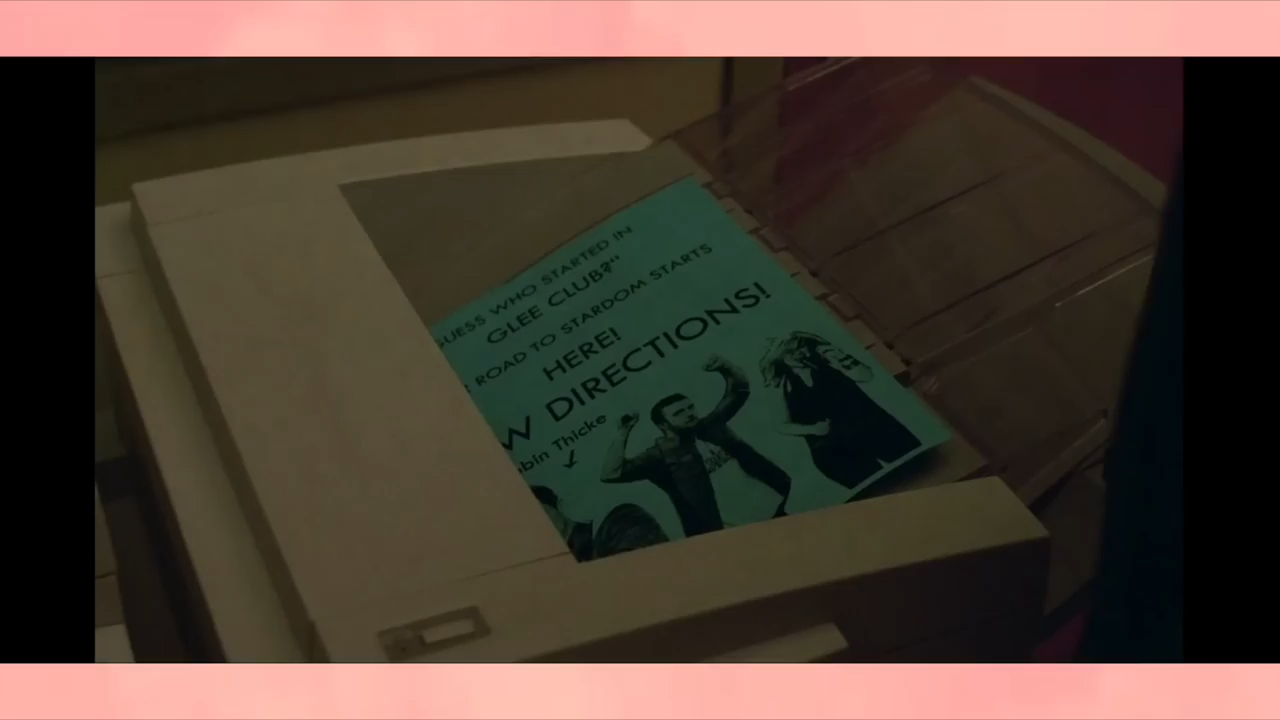 GUESS WHO STARTED IN
GLEE CLUB?"
ROAD TO STARDOM STARTS
HERE!
W DIRECTIONS!
bin Thicke